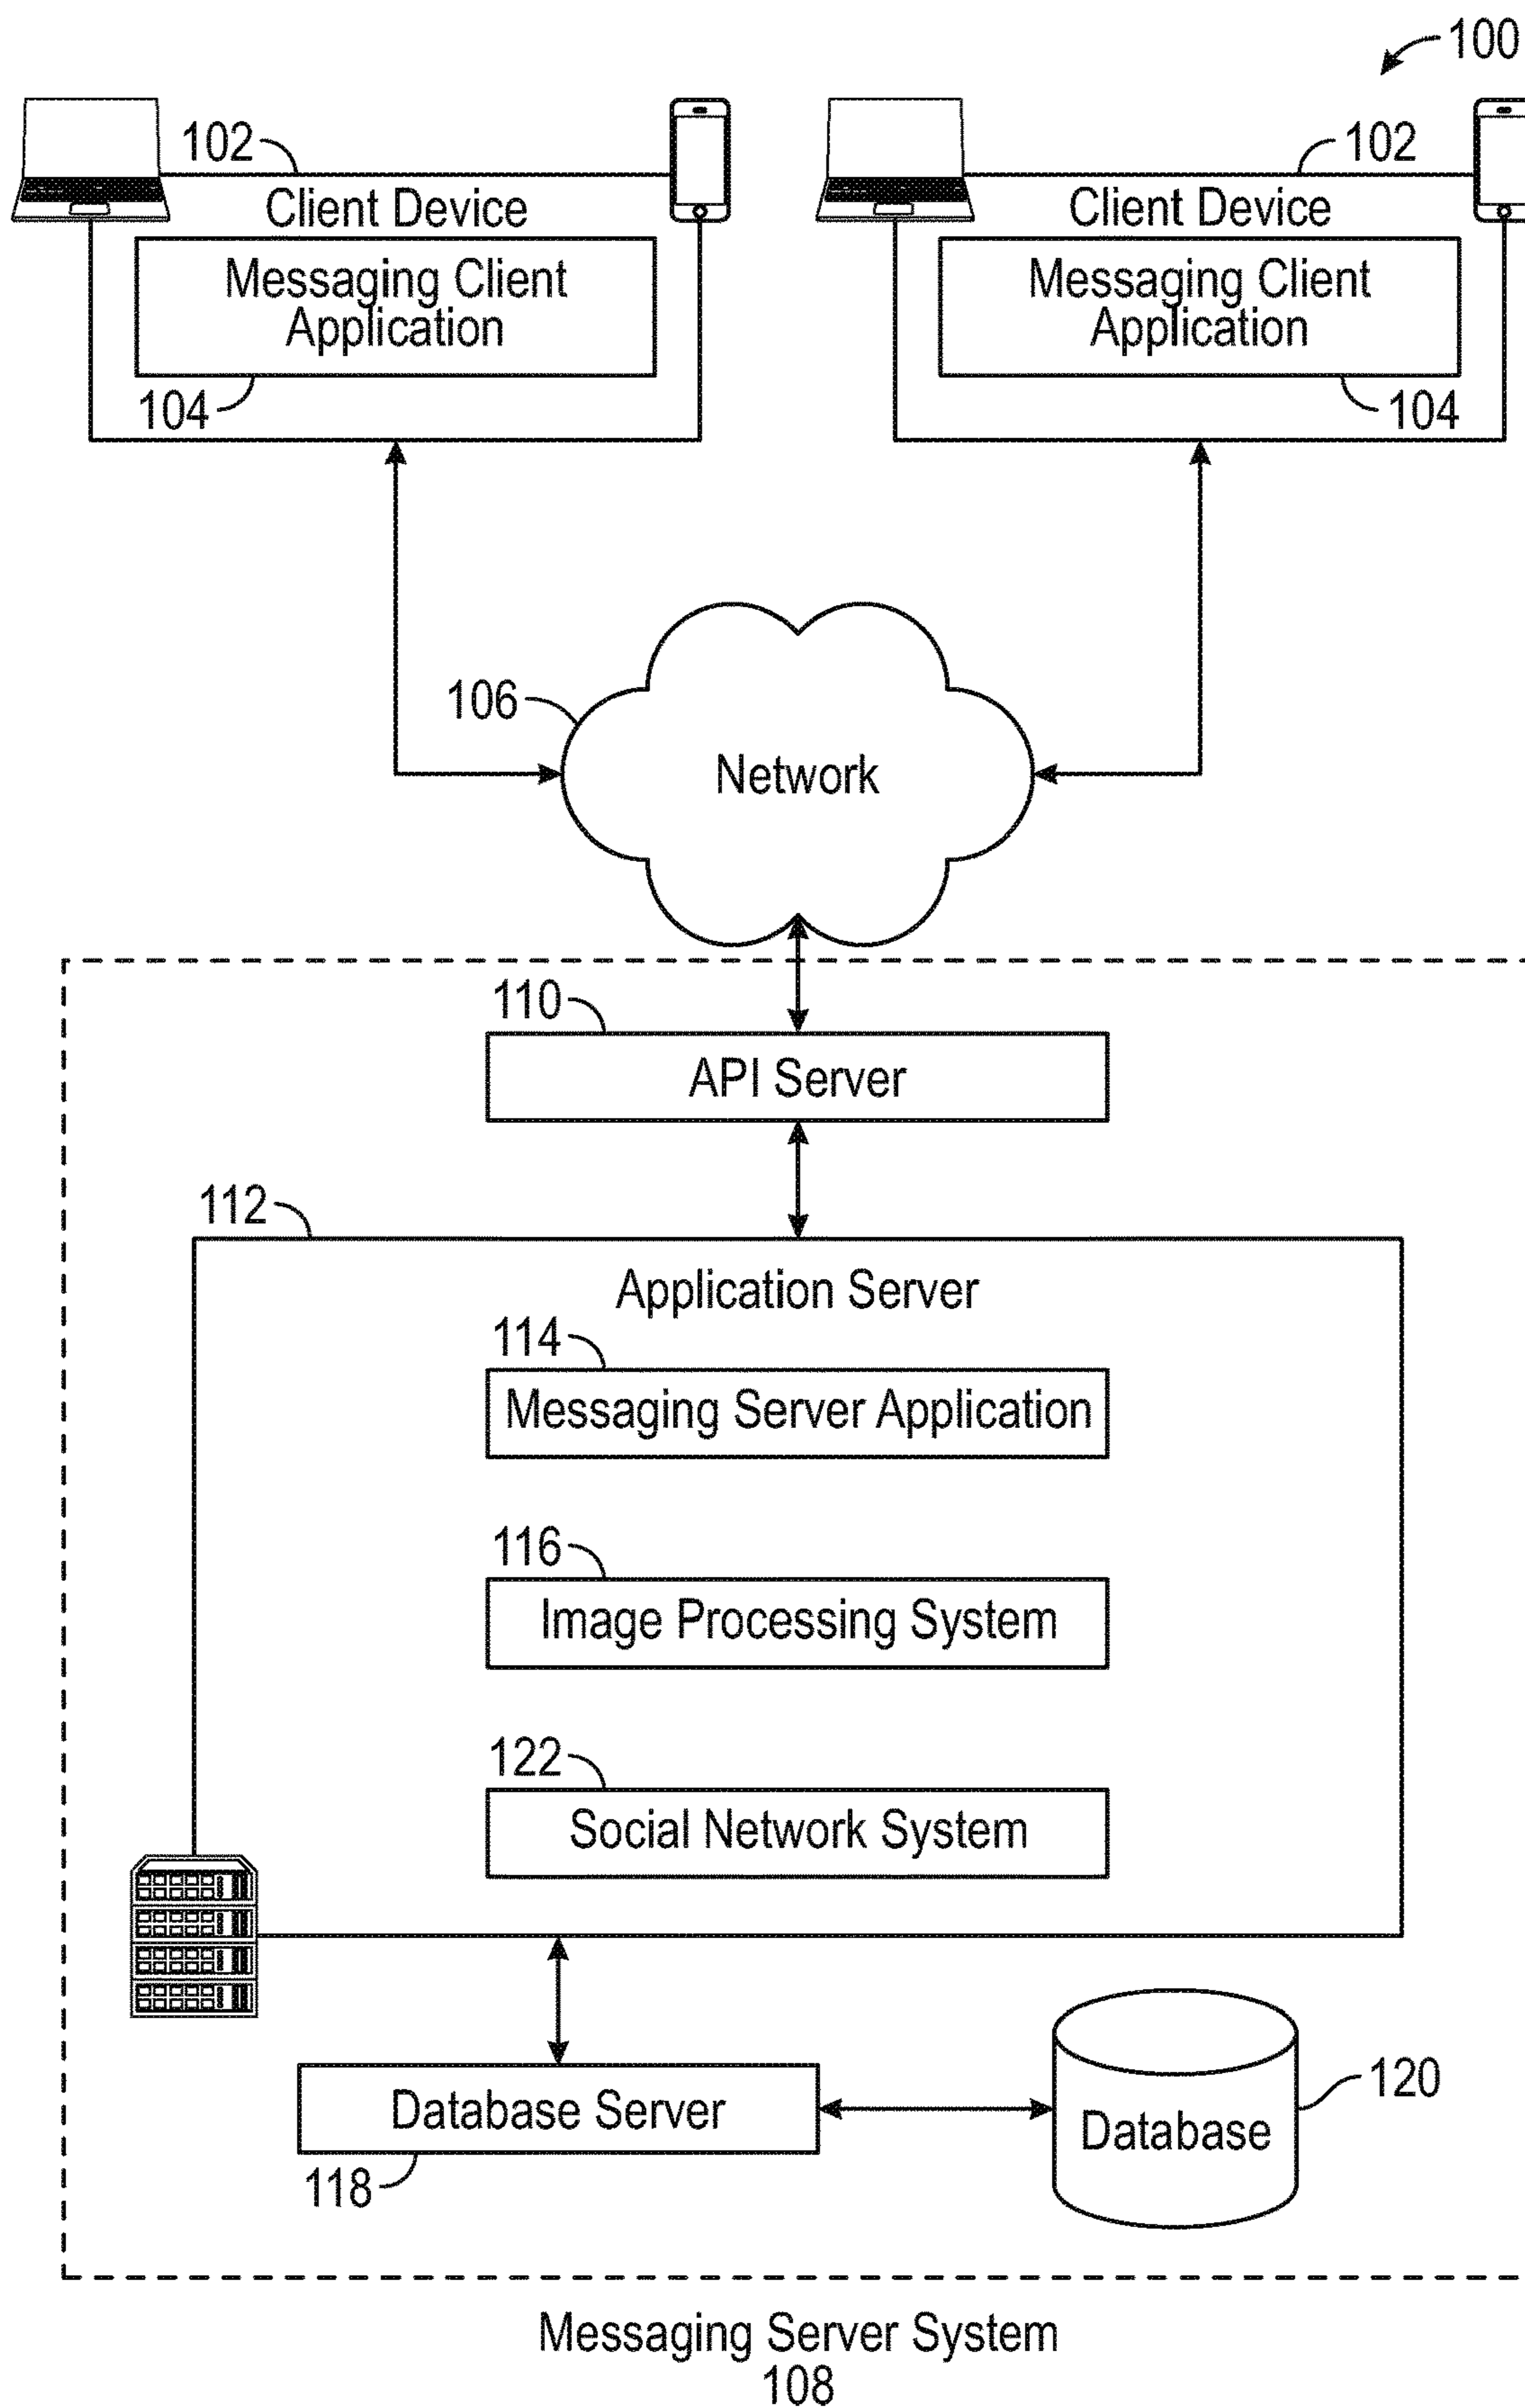 100
102
102
Client Device
Client Device
Messaging Client
Application
Messaging Client
Application
104
104
106
Network
110
API Server
112
Application Server
114
Messaging Server Application
116
Image Processing System
122
Social Network System
Database Server
118
Database
120
Messaging Server System
108